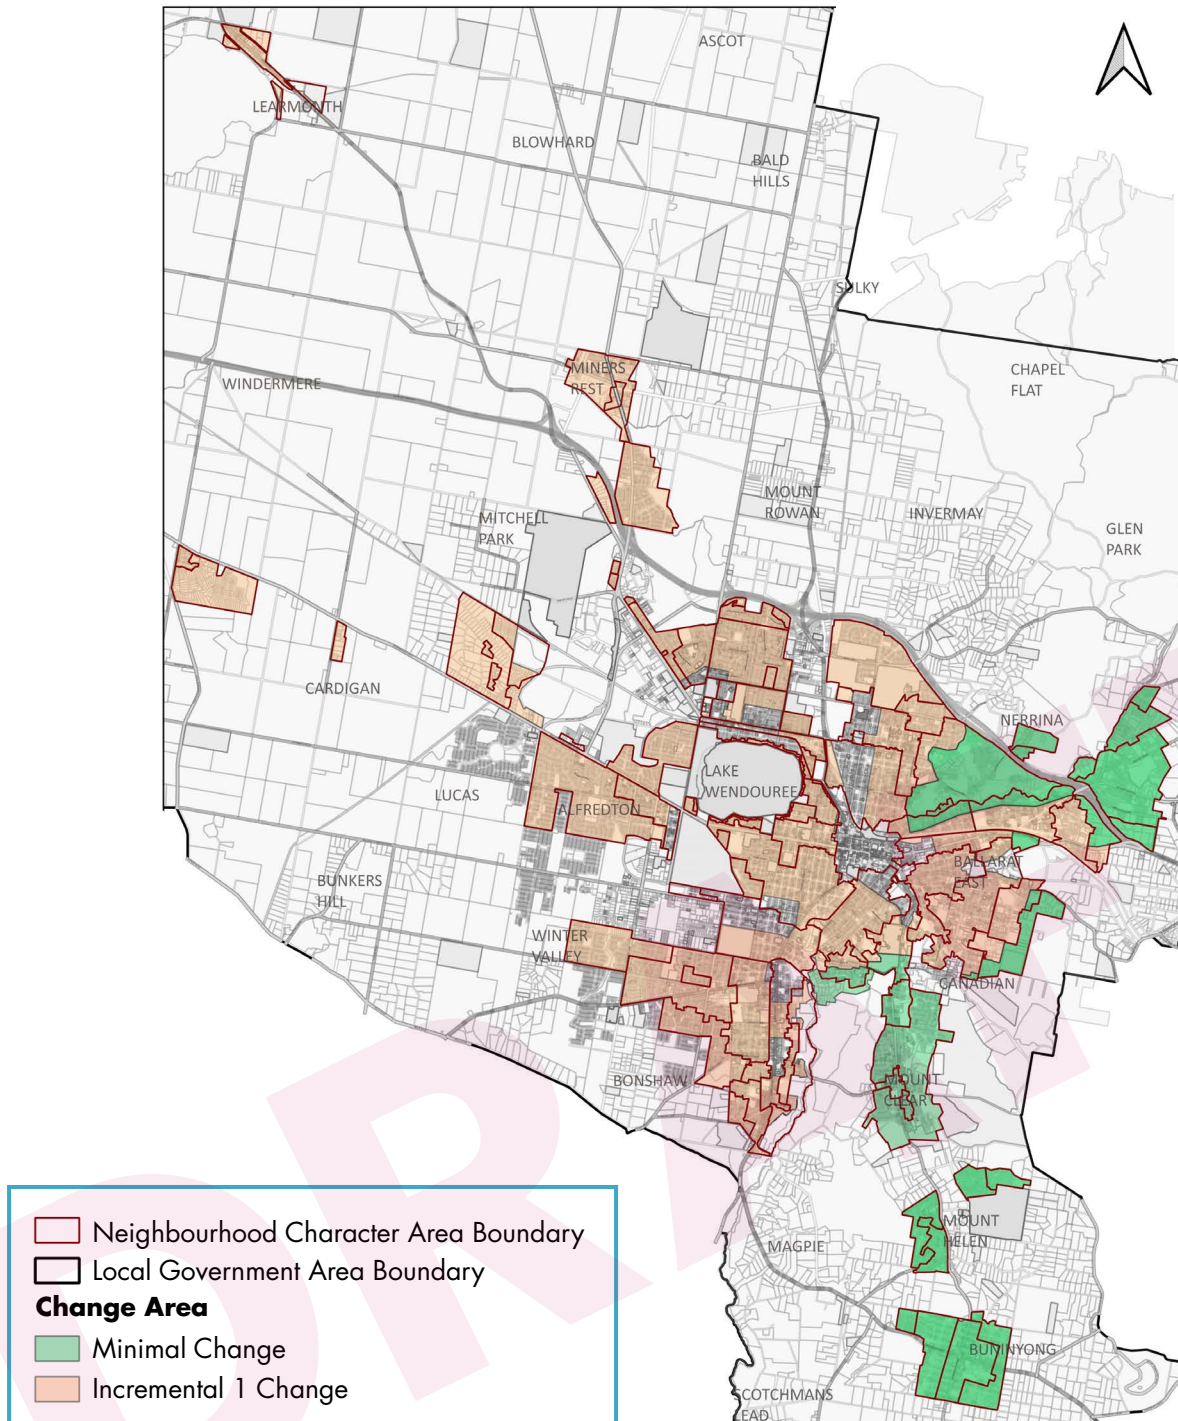 ASCOT
LEARMONTH
BLOWHARD
BALD
HILLS
SULKY
WINDERMERE
MINERS
REST
CHAPEL
FLAT
MITCHELL
PARK
MOUNT
ROWAN
INVERMAY
GLEN
PARK
CARDIGAN
NERRINA
LUCAS
LAKE
WENDOUREE
ALFREDTON
BALLARAT
EAST
BUNKERS
HILL
WINTER
VALLEY
CANADIAN
BONSHAW
MOUNT
CLEAR
MOUNT
HELEN
MAGPIE
BUNINYONG
SCOTCHMANS
LEAD
Neighbourhood Character Area Boundary
Local Government Area Boundary
Change Area
Minimal Change
Incremental 1 Change
DRAFT